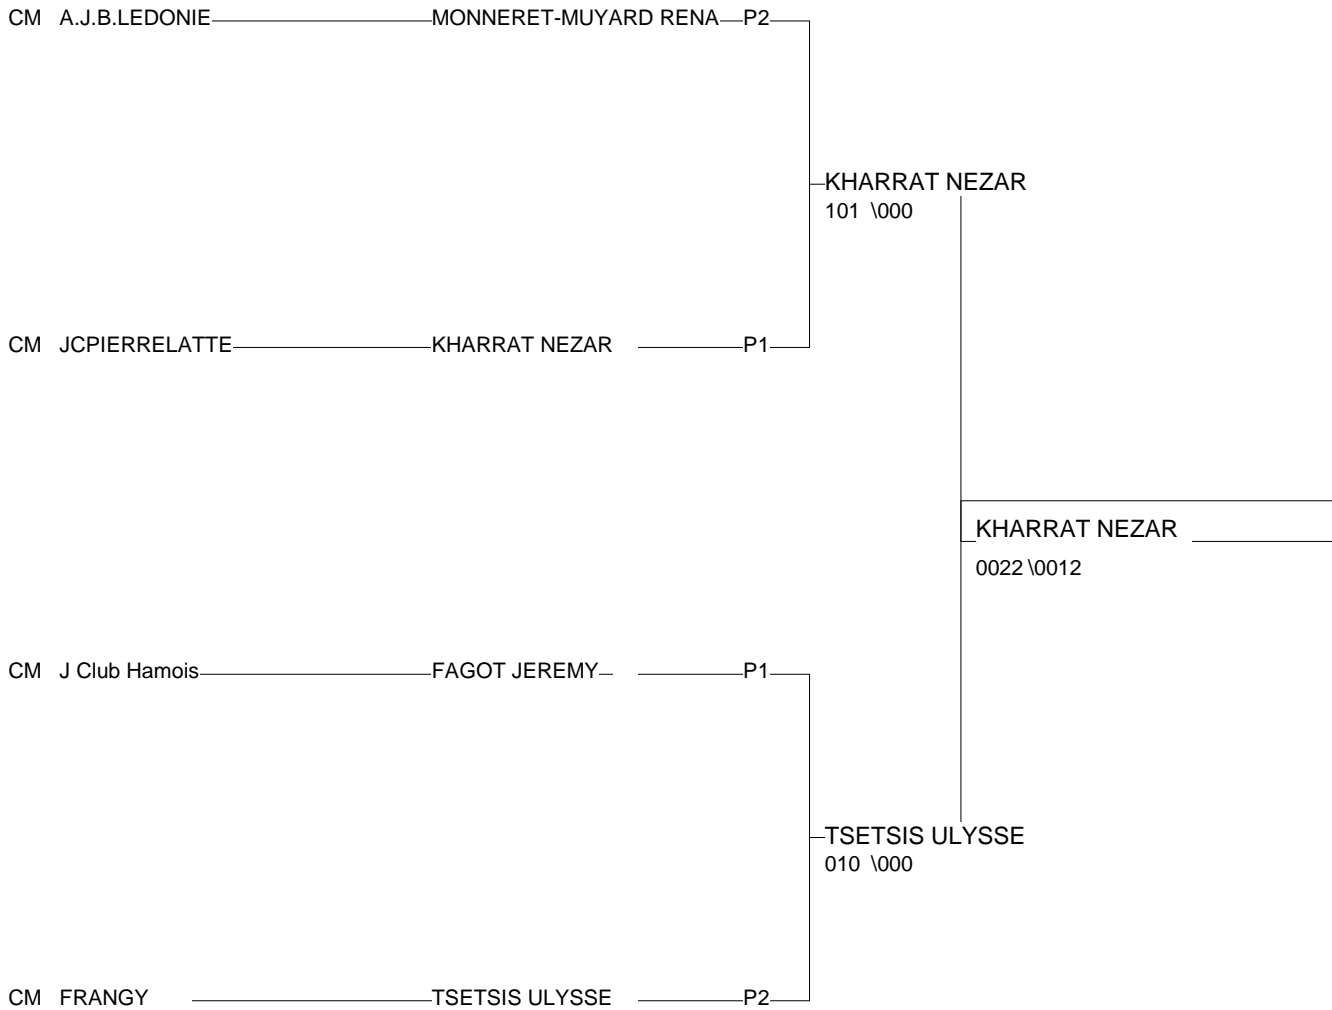 CM A.J.B.LEDONIE MONNERET-MUYARD RENA P2
KHARRAT NEZAR
101 \000
CM JCPIERRELATTE KHARRAT NEZAR P1
KHARRAT NEZAR
0022 \0012
CM J Club Hamois FAGOT JEREMY P1
TSETSIS ULYSSE
010 \000
CM FRANGY TSETSIS ULYSSE P2